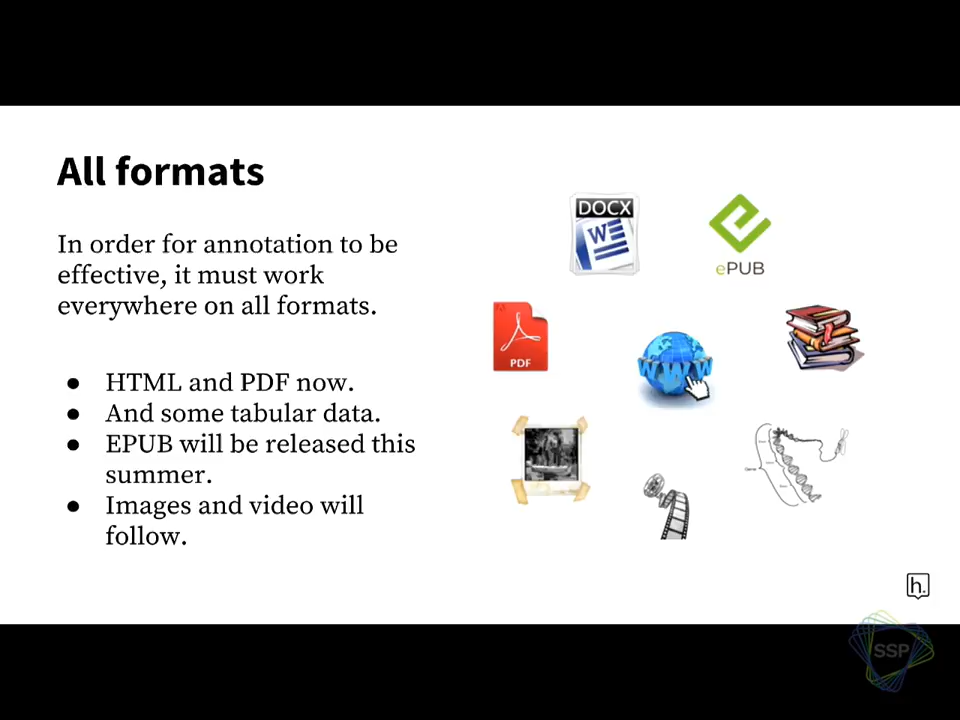 All formats
In order for annotation to be
effective, it must work
everywhere on all formats.
● HTML and PDF now.
● And some tabular data.
● EPUB will be released this
summer.
● Images and video will
follow.
DOCX
W
ePUB
PDF
WWW
h.
SSP